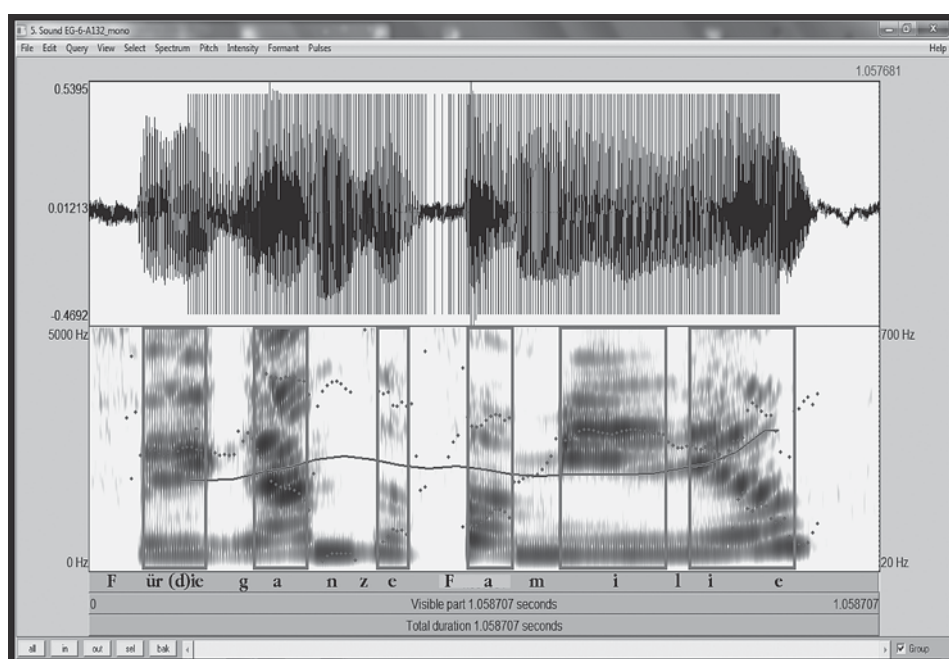 5. Sound EG-6-A132_mono
File Edit Query View Select Spectrum Pitch Intensity Formant Pulses Help
1.057681
0.5395
0.01213
-0.4692
5000 Hz 700 Hz
0 Hz 20 Hz
F ür (d)ie g a n z e F a m i l i e
0 Visible part 1.058707 seconds 1.058707
Total duration 1.058707 seconds
all in out sel bak Group